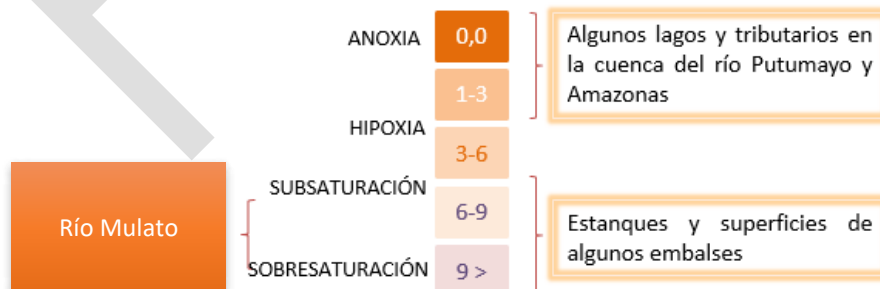 ANOXIA
0,0
Algunos lagos y tributarios en
la cuenca del río Putumayo y
Amazonas
1-3
HIPOXIA
3-6
SUBSATURACIÓN
6-9
Río Mulato
Estanques y superficies de
algunos embalses
SOBRESATURACIÓN
9 >